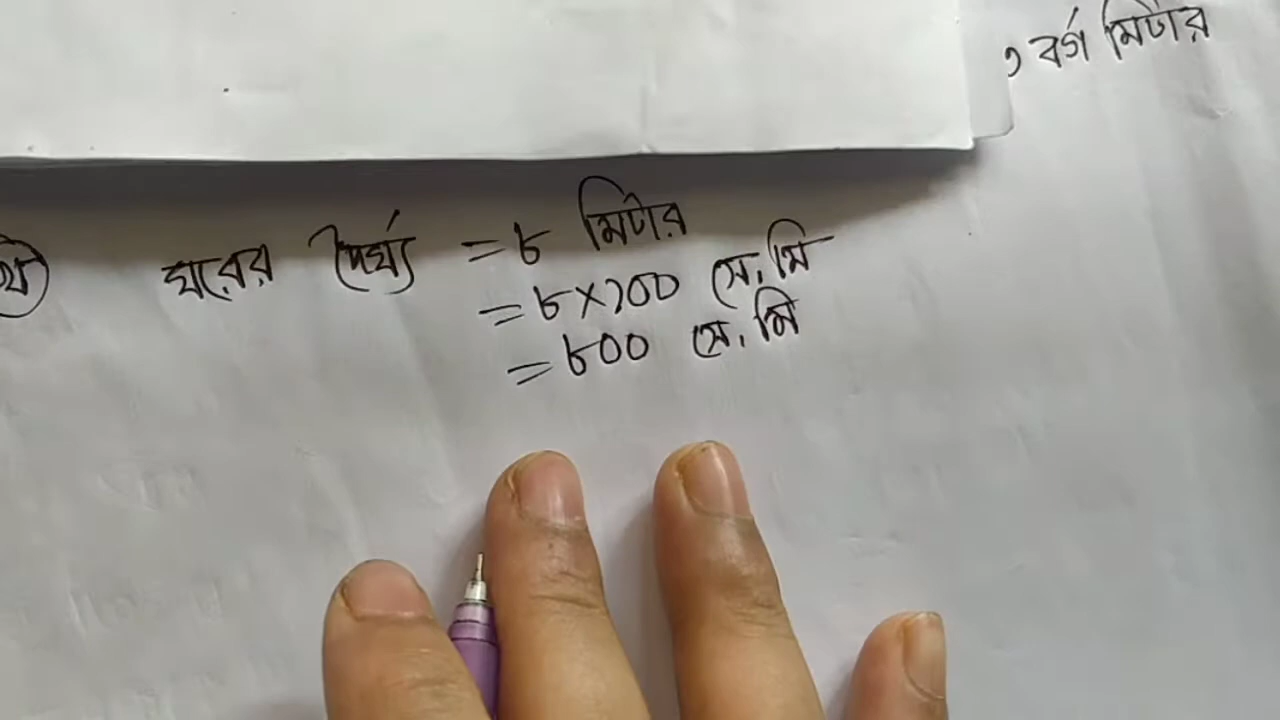 বর্গ মিটার
ঘরের দৈর্ঘ্য = ৮ মিটার
= ৮×১০০ সে.মি
= ৮০০ সে.মি